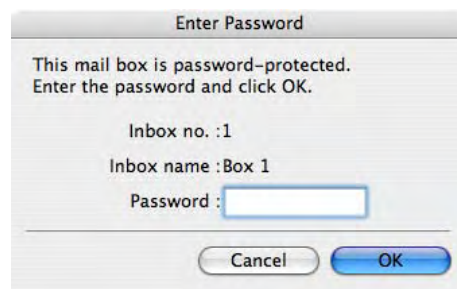 Enter Password
This mail box is password-protected.
Enter the password and click OK.
Inbox no. :1
Inbox name :Box 1
Password :
Cancel OK